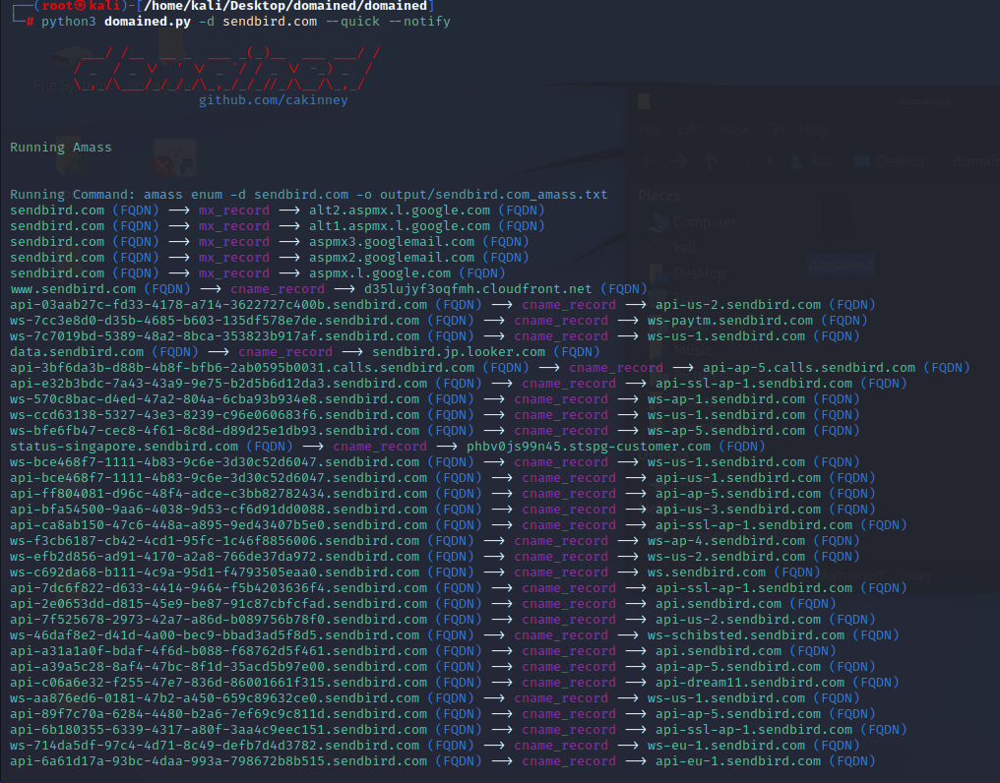 ┌──(root㉿kali)-[/home/kali/Desktop/domained/domained]
└─# python3 domained.py -d sendbird.com --quick --notify
github.com/cakinney
Running Amass
Running Command: amass enum -d sendbird.com -o output/sendbird.com_amass.txt
sendbird.com (FQDN) ⟶ mx_record ⟶ alt2.aspmx.l.google.com (FQDN)
sendbird.com (FQDN) ⟶ mx_record ⟶ alt1.aspmx.l.google.com (FQDN)
sendbird.com (FQDN) ⟶ mx_record ⟶ aspmx3.googlemail.com (FQDN)
sendbird.com (FQDN) ⟶ mx_record ⟶ aspmx2.googlemail.com (FQDN)
sendbird.com (FQDN) ⟶ mx_record ⟶ aspmx.l.google.com (FQDN)
www.sendbird.com (FQDN) ⟶ cname_record ⟶ d35lujyf3oqfmh.cloudfront.net (FQDN)
api-03aab27c-fd33-4178-a714-3622727c400b.sendbird.com (FQDN) ⟶ cname_record ⟶ api-us-2.sendbird.com (FQDN)
ws-7cc3e8d0-d35b-4685-b603-135df578e7de.sendbird.com (FQDN) ⟶ cname_record ⟶ ws-paytm.sendbird.com (FQDN)
ws-7c7019bd-5389-48a2-8bca-353823b917af.sendbird.com (FQDN) ⟶ cname_record ⟶ ws-us-1.sendbird.com (FQDN)
data.sendbird.com (FQDN) ⟶ cname_record ⟶ sendbird.jp.looker.com (FQDN)
api-3bf6da3b-d88b-4b8f-bfb6-2ab0595b0031.calls.sendbird.com (FQDN) ⟶ cname_record ⟶ api-ap-5.calls.sendbird.com (FQDN)
api-e32b3bdc-7a43-43a9-9e75-b2d5b6d12da3.sendbird.com (FQDN) ⟶ cname_record ⟶ api-ssl-ap-1.sendbird.com (FQDN)
ws-570c8bac-d4ed-47a2-804a-6cba93b934e8.sendbird.com (FQDN) ⟶ cname_record ⟶ ws-ap-1.sendbird.com (FQDN)
ws-ccd63138-5327-43e3-8239-c96e060683f6.sendbird.com (FQDN) ⟶ cname_record ⟶ ws-us-1.sendbird.com (FQDN)
ws-bfe6fb47-cec8-4f61-8c8d-d89d25e1db93.sendbird.com (FQDN) ⟶ cname_record ⟶ ws-ap-5.sendbird.com (FQDN)
status-singapore.sendbird.com (FQDN) ⟶ cname_record ⟶ phbv0js99n45.stspg-customer.com (FQDN)
ws-bce468f7-1111-4b83-9c6e-3d30c52d6047.sendbird.com (FQDN) ⟶ cname_record ⟶ ws-us-1.sendbird.com (FQDN)
api-bce468f7-1111-4b83-9c6e-3d30c52d6047.sendbird.com (FQDN) ⟶ cname_record ⟶ api-us-1.sendbird.com (FQDN)
api-ff804081-d96c-48f4-adce-c3bb82782434.sendbird.com (FQDN) ⟶ cname_record ⟶ api-ap-5.sendbird.com (FQDN)
api-bfa54500-9aa6-4038-9d53-cf6d91dd0088.sendbird.com (FQDN) ⟶ cname_record ⟶ api-us-3.sendbird.com (FQDN)
api-ca8ab150-47c6-448a-a895-9ed43407b5e0.sendbird.com (FQDN) ⟶ cname_record ⟶ api-ssl-ap-1.sendbird.com (FQDN)
ws-f3cb6187-cb42-4cd1-95fc-1c46f8856006.sendbird.com (FQDN) ⟶ cname_record ⟶ ws-ap-4.sendbird.com (FQDN)
ws-efb2d856-ad91-4170-a2a8-766de37da972.sendbird.com (FQDN) ⟶ cname_record ⟶ ws-us-2.sendbird.com (FQDN)
ws-c692da68-b111-4c9a-95d1-f4793505eaa0.sendbird.com (FQDN) ⟶ cname_record ⟶ ws.sendbird.com (FQDN)
api-7dc6f822-d633-4414-9464-f5b4203636f4.sendbird.com (FQDN) ⟶ cname_record ⟶ api-ssl-ap-1.sendbird.com (FQDN)
api-2e0653dd-d815-45e9-be87-91c87cbfcfad.sendbird.com (FQDN) ⟶ cname_record ⟶ api.sendbird.com (FQDN)
api-7f525678-2973-42a7-a86d-b089756b78f0.sendbird.com (FQDN) ⟶ cname_record ⟶ api-us-2.sendbird.com (FQDN)
ws-46daf8e2-d41d-4a00-bec9-bbad3ad5f8d5.sendbird.com (FQDN) ⟶ cname_record ⟶ ws-schibsted.sendbird.com (FQDN)
api-a31a1a0f-bdaf-4f6d-b088-f68762d5f461.sendbird.com (FQDN) ⟶ cname_record ⟶ api.sendbird.com (FQDN)
api-a39a5c28-8af4-47bc-8f1d-35acd5b97e00.sendbird.com (FQDN) ⟶ cname_record ⟶ api-ap-5.sendbird.com (FQDN)
api-c06a6e32-f255-47e7-836d-86001661f315.sendbird.com (FQDN) ⟶ cname_record ⟶ api-dream11.sendbird.com (FQDN)
ws-aa876ed6-0181-47b2-a450-659c89632ce0.sendbird.com (FQDN) ⟶ cname_record ⟶ ws-us-1.sendbird.com (FQDN)
api-89f7c70a-6284-4480-b2a6-7ef69c9c811d.sendbird.com (FQDN) ⟶ cname_record ⟶ api-ap-5.sendbird.com (FQDN)
api-6b180355-6339-4317-a80f-3aa4c9eec151.sendbird.com (FQDN) ⟶ cname_record ⟶ api-ssl-ap-1.sendbird.com (FQDN)
ws-714da5df-97c4-4d71-8c49-defb7d4d3782.sendbird.com (FQDN) ⟶ cname_record ⟶ ws-eu-1.sendbird.com (FQDN)
api-6a61d17a-93bc-4daa-993a-798672b8b515.sendbird.com (FQDN) ⟶ cname_record ⟶ api-eu-1.sendbird.com (FQDN)